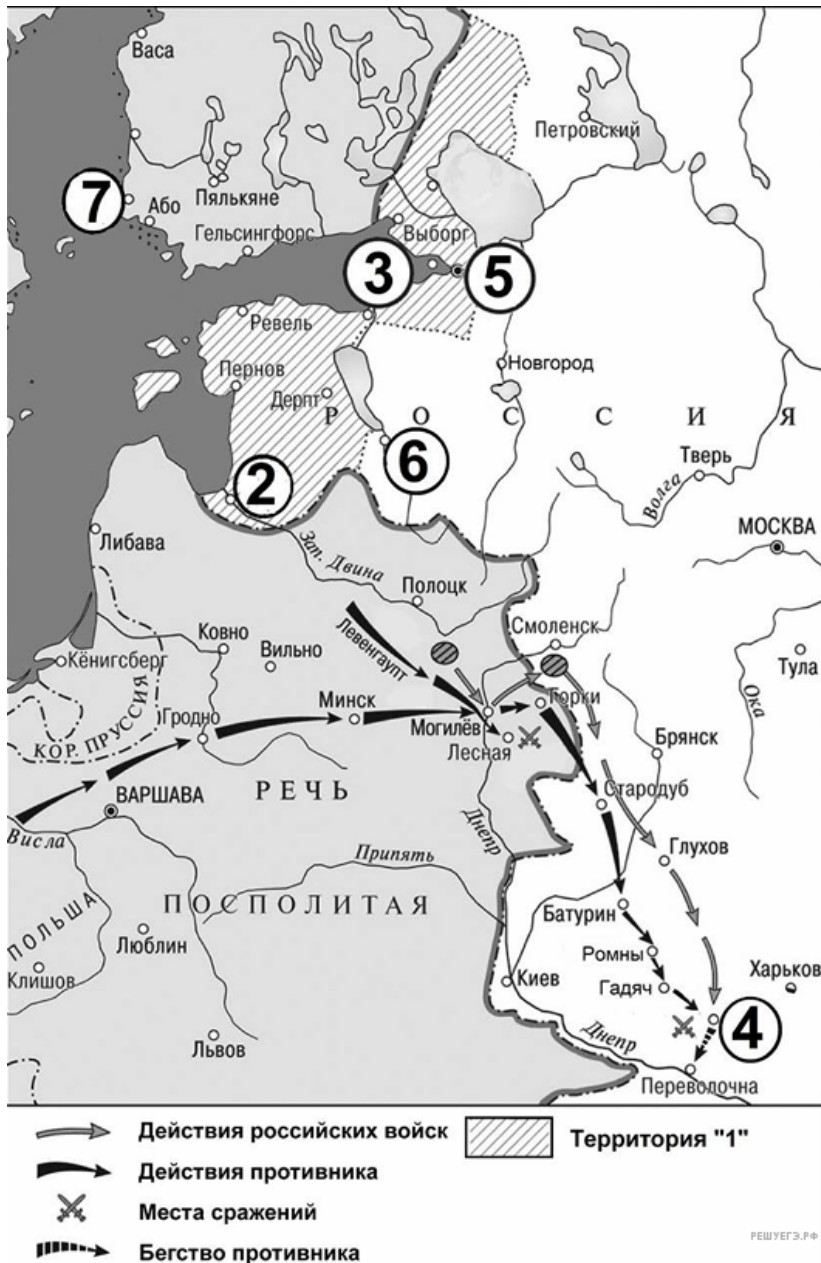 Васа
Петровский
7
Або
Пялькяне
Гельсингфорс
Выборг
3
5
Ревель
Пернов
Дерпт
Новгород
РОССИЯ
2
6
Тверь
Волга
МОСКВА
Либава
Зап. Двина
Полоцк
Смоленск
Тула
Ока
Кёнигсберг
КОР. ПРУССИЯ
Ковно
Вильно
Левенгаупт
Гродно
Минск
Могилёв
Горки
Лесная
Брянск
ВАРШАВА
Висла
РЕЧЬ
Стародуб
Днепр
Припять
Глухов
ПОСПОЛИТАЯ
ПОЛЬША
Люблин
Клишов
Батурин
Ромны
Гадяч
Харьков
Киев
4
Львов
Днепр
Переволочна
Действия российских войск
Территория "1"
Действия противника
Места сражений
Бегство противника
РЕШУЕГЭ.РФ